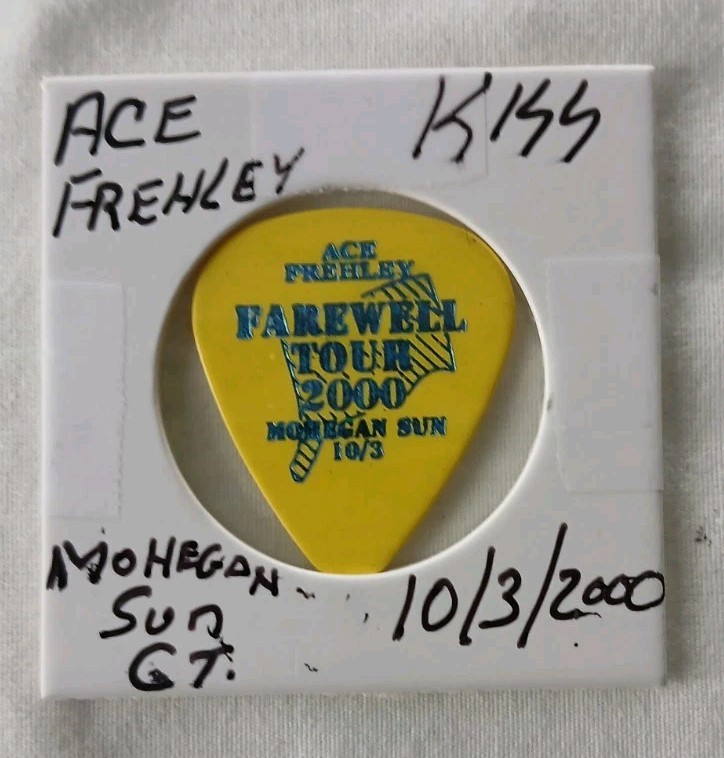 ACE
FREHLEY
KISS
ACE
FREHLEY
FAREWELL
TOUR
2000
MOHEGAN SUN
10/3
MOHEGAN
SUN
CT.
10/3/2000